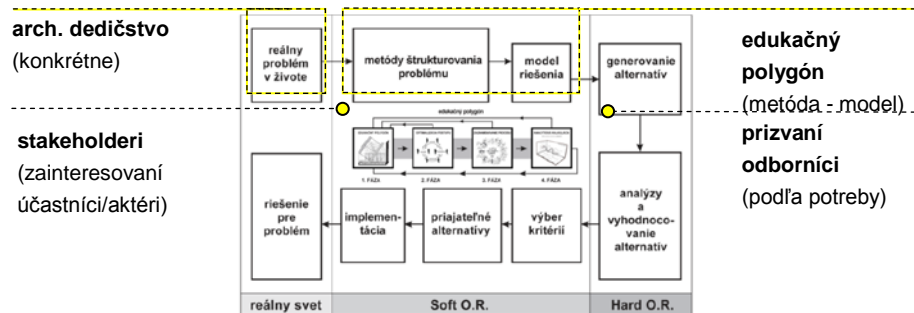 arch. dedičstvo
(konkrétne)
stakeholderi
(zainteresovaní
účastníci/aktéri)
reálny
problém
v živote
metódy štrukturovania
problému
model
riešenia
generovanie
alternatív
edukačný polygón
1. FÁZA
2. FÁZA
3. FÁZA
4. FÁZA
riešenie
pre
problém
implemen-
tácia
priajateľné
alternatívy
výber
kritérií
analýzy
a
vyhodnoco-
vanie
alternatív
reálny svet
Soft O.R.
Hard O.R.
edukačný
polygón
(metóda - model)
prizvaní
odborníci
(podľa potreby)